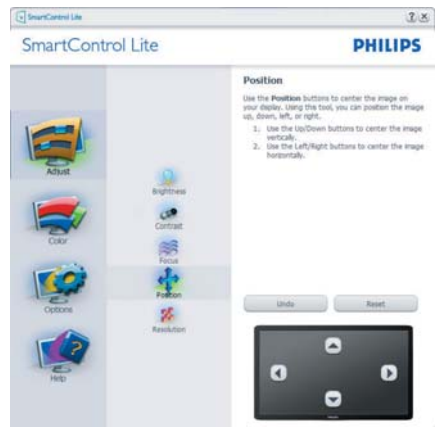 SmartControl Lite
SmartControl Lite
PHILIPS
Adjust
Color
Options
Help
Brightness
Contrast
Focus
Position
Resolution
Position
Use the Position buttons to center the image on
your display. Using the tool, you can position the image
up, down, left, or right.
1. Use the Up/Down buttons to center the image
vertically.
2. Use the Left/Right buttons to center the image
horizontally.
Undo
Reset